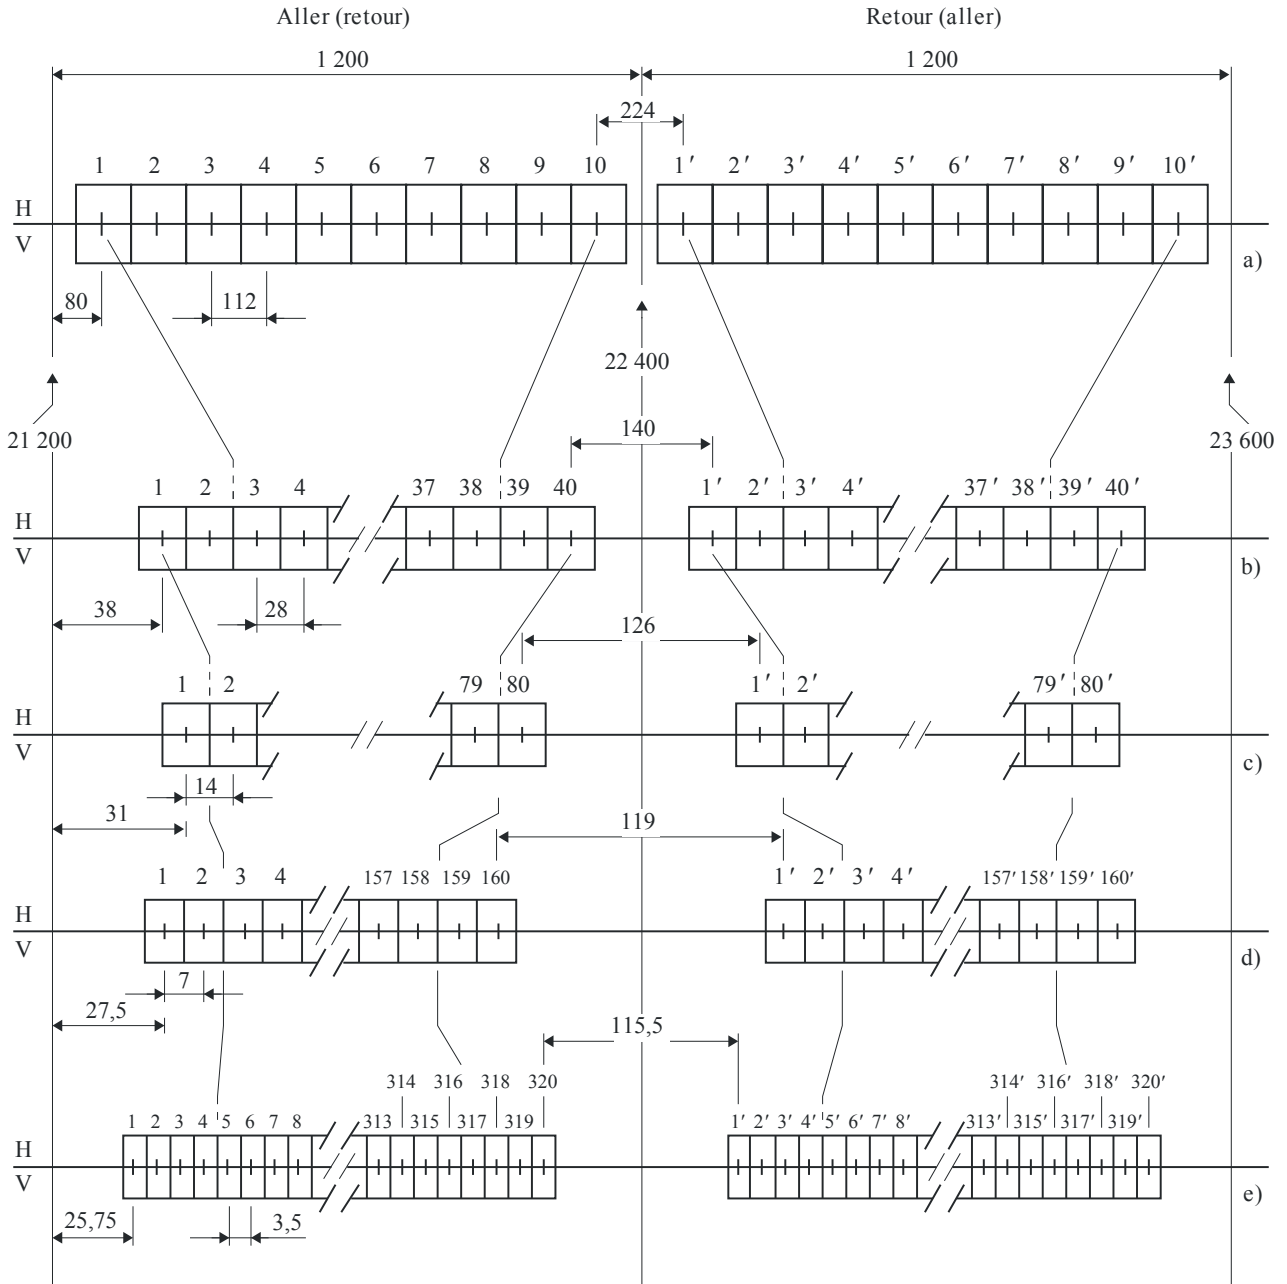 Aller (retour) Retour (aller)
1 200 1 200
224
1 2 3 4 5 6 7 8 9 10 1′ 2′ 3′ 4′ 5′ 6′ 7′ 8′ 9′ 10′
H
V
a)
80 112
22 400
21 200 140 23 600
1 2 3 4 37 38 39 40 1′ 2′ 3′ 4′ 37′ 38′ 39′ 40′
H
V
b)
38 28
126
1 2 79 80 1′ 2′ 79′ 80′
H
V
c)
14
31 119
1 2 3 4 157 158 159 160 1′ 2′ 3′ 4′ 157′ 158′ 159′ 160′
H
V
d)
7
27,5 115,5
314 316 318 320 314′ 316′ 318′ 320′
1 2 3 4 5 6 7 8 313 315 317 319 1′ 2′ 3′ 4′ 5′ 6′ 7′ 8′ 313′ 315′ 317′ 319′
H
V
e)
25,75 3,5